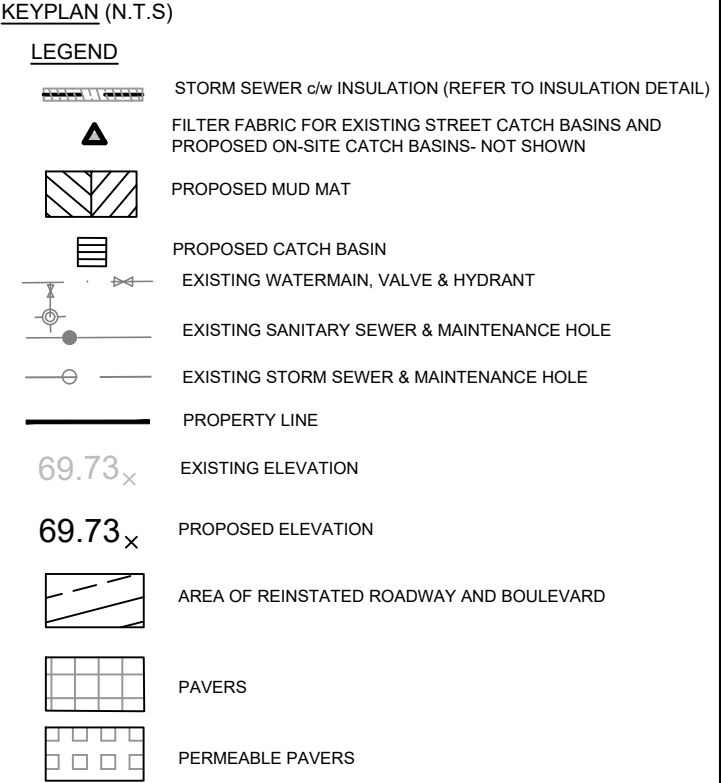 KEYPLAN (N.T.S)
LEGEND
STORM SEWER c/w INSULATION (REFER TO INSULATION DETAIL)
FILTER FABRIC FOR EXISTING STREET CATCH BASINS AND
PROPOSED ON-SITE CATCH BASINS- NOT SHOWN
PROPOSED MUD MAT
PROPOSED CATCH BASIN
EXISTING WATERMAIN, VALVE & HYDRANT
EXISTING SANITARY SEWER & MAINTENANCE HOLE
EXISTING STORM SEWER & MAINTENANCE HOLE
PROPERTY LINE
69.73× EXISTING ELEVATION
69.73× PROPOSED ELEVATION
AREA OF REINSTATED ROADWAY AND BOULEVARD
PAVERS
PERMEABLE PAVERS